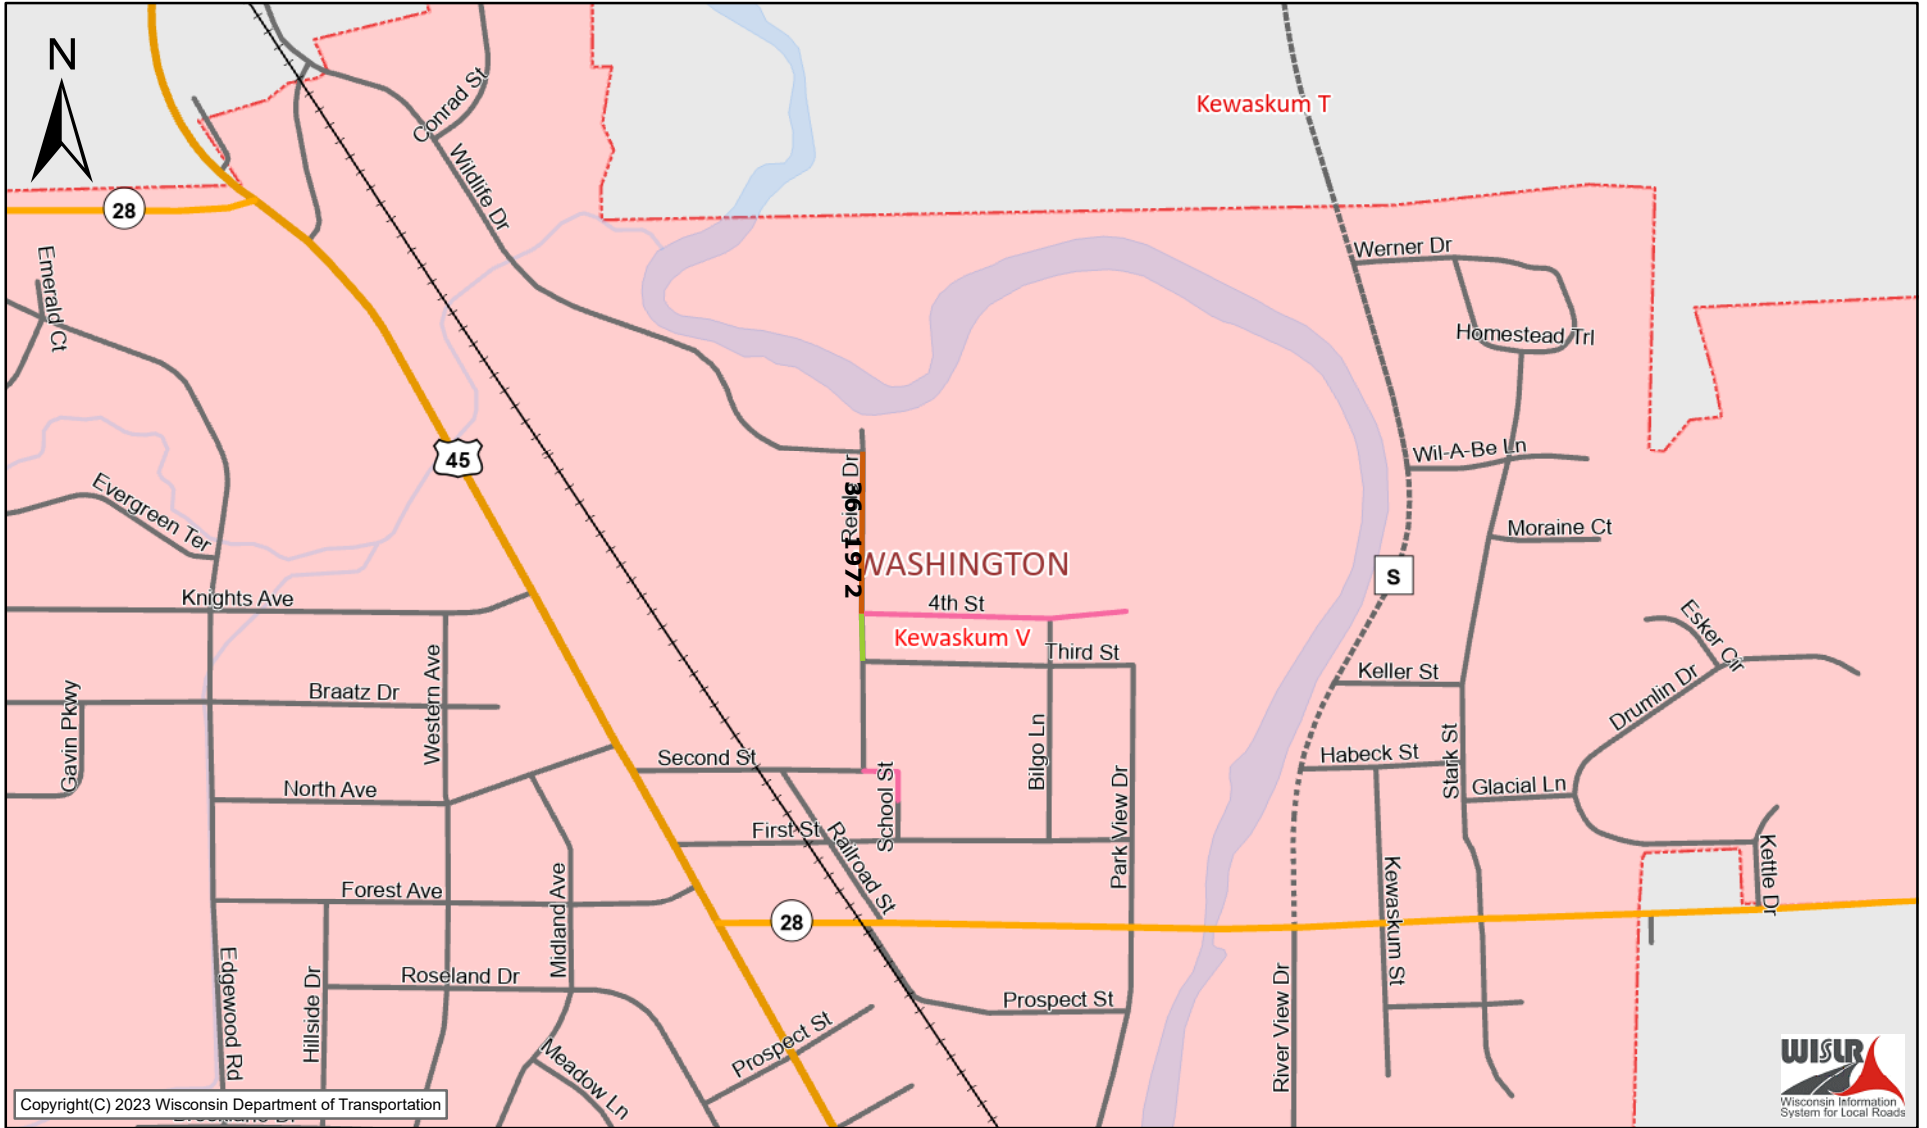 N
Conrad St
Kewaskum T
Wildlife Dr
28
Werner Dr
Emerald Ct
Homestead Trl
45
Wil-A-Be Ln
Reigle Dr
36 1972
Evergreen Ter
Moraine Ct
WASHINGTON
S
Knights Ave
4th St
Kewaskum V
Third St
Esker Cir
Keller St
Drumlin Dr
Braatz Dr
Western Ave
Gavin Pkwy
Second St
Bilgo Ln
Habeck St
Stark St
North Ave
School St
Glacial Ln
First St
Railroad St
Park View Dr
Kettle Dr
Forest Ave
Midland Ave
Kewaskum St
28
Edgewood Rd
Hillside Dr
Roseland Dr
Prospect St
River View Dr
Prospect St
Meadow Ln
WISLR
Wisconsin Information
System for Local Roads
Copyright(C) 2023 Wisconsin Department of Transportation